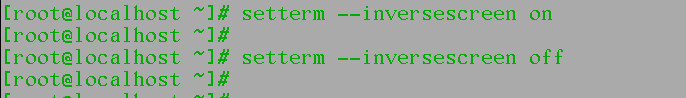 [root@localhost ~]# setterm --inversescreen on
[root@localhost ~]#
[root@localhost ~]# setterm --inversescreen off
[root@localhost ~]#